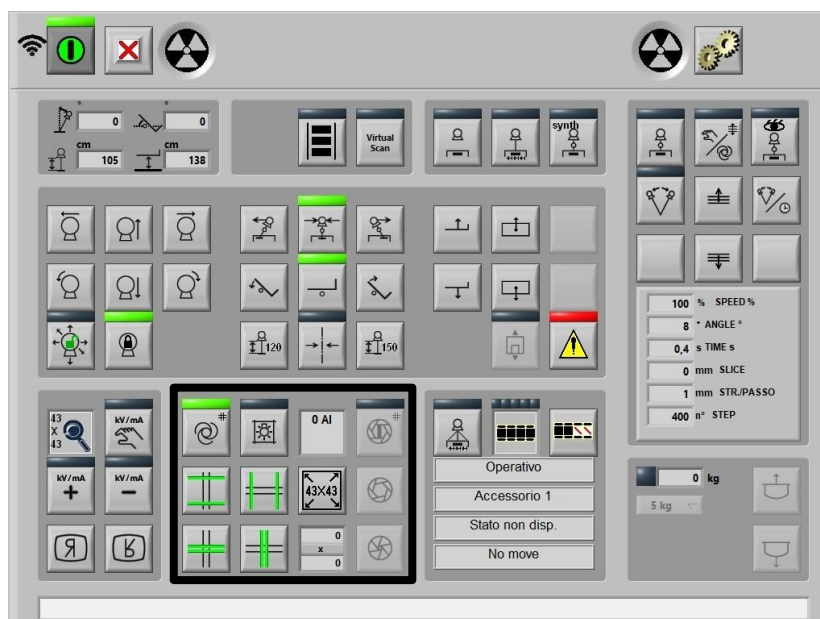 0
0
cm
105
cm
138
Virtual
Scan
synth
120
150
100 % SPEED %
8 ° ANGLE °
0,4 s TIME s
0 mm SLICE
1 mm STR./PASSO
400 n° STEP
43
X
43
kV/mA
kV/mA
+
kV/mA
-
R
R
#
0 Al
#
43X43
0
x
0
Operativo
Accessorio 1
Stato non disp.
No move
0 kg
5 kg